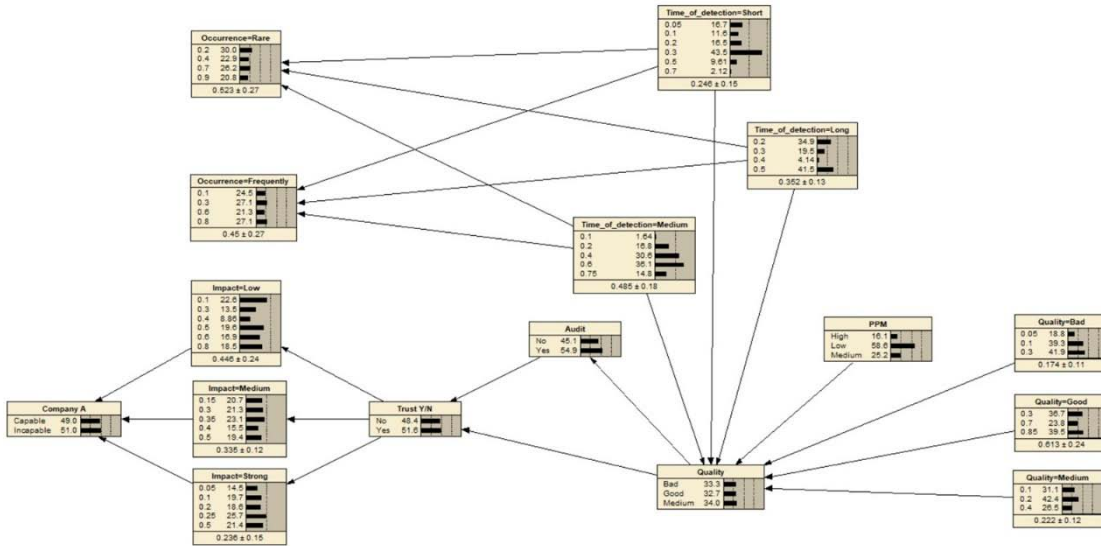 Occurrence=Rare
0.2 30.0
0.4 22.9
0.7 26.2
0.9 20.8
0.523 ± 0.27
Time_of_detection=Short
0.05 16.7
0.1 11.6
0.2 16.5
0.3 43.5
0.5 9.61
0.7 2.12
0.246 ± 0.15
Time_of_detection=Long
0.2 34.9
0.3 19.5
0.4 4.14
0.5 41.5
0.352 ± 0.13
Occurrence=Frequently
0.1 24.5
0.3 27.1
0.6 21.3
0.8 27.1
0.45 ± 0.27
Time_of_detection=Medium
0.1 1.64
0.2 16.8
0.4 30.6
0.6 36.1
0.75 14.8
0.485 ± 0.18
Impact=Low
0.1 22.6
0.3 13.5
0.4 8.86
0.5 19.6
0.6 16.9
0.8 18.5
0.446 ± 0.24
Audit
No 45.1
Yes 54.9
PPM
High 16.1
Low 58.6
Medium 25.2
Quality=Bad
0.05 18.8
0.1 39.3
0.3 41.9
0.174 ± 0.11
Impact=Medium
0.15 20.7
0.3 21.3
0.35 23.1
0.4 15.5
0.5 19.4
0.336 ± 0.12
Company A
Capable 49.0
Incapable 51.0
Trust Y/N
No 48.4
Yes 51.6
Quality=Good
0.3 36.7
0.7 23.8
0.85 39.5
0.613 ± 0.24
Impact=Strong
0.05 14.5
0.1 19.7
0.2 18.6
0.25 25.7
0.5 21.4
0.236 ± 0.15
Quality
Bad 33.3
Good 32.7
Medium 34.0
Quality=Medium
0.1 31.1
0.2 42.4
0.4 26.5
0.222 ± 0.12